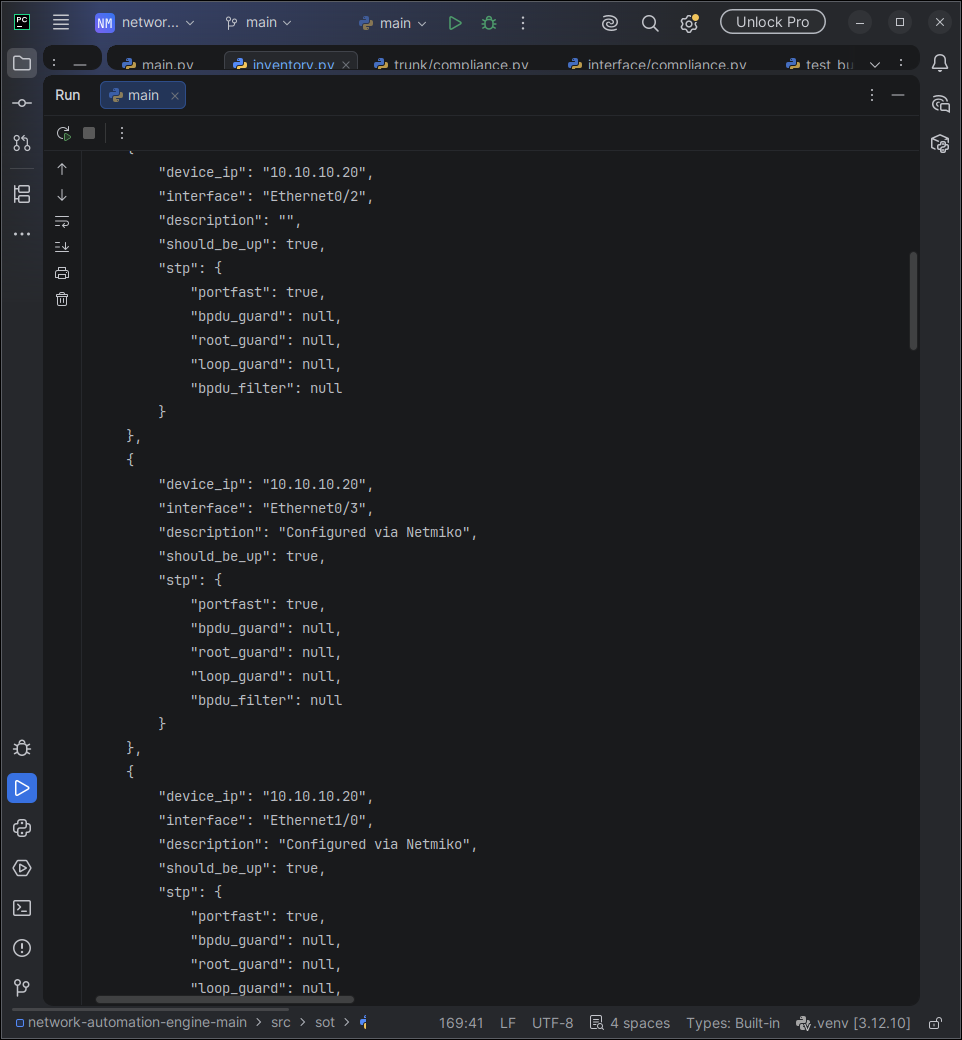 PC NM networ... main main Unlock Pro
main.py inventory.py trunk/compliance.py interface/compliance.py test_bu
Run main
{
"device_ip": "10.10.10.20",
"interface": "Ethernet0/2",
"description": "",
"should_be_up": true,
"stp": {
"portfast": true,
"bpdu_guard": null,
"root_guard": null,
"loop_guard": null,
"bpdu_filter": null
}
},
{
"device_ip": "10.10.10.20",
"interface": "Ethernet0/3",
"description": "Configured via Netmiko",
"should_be_up": true,
"stp": {
"portfast": true,
"bpdu_guard": null,
"root_guard": null,
"loop_guard": null,
"bpdu_filter": null
}
},
{
"device_ip": "10.10.10.20",
"interface": "Ethernet1/0",
"description": "Configured via Netmiko",
"should_be_up": true,
"stp": {
"portfast": true,
"bpdu_guard": null,
"root_guard": null,
"loop_guard": null,
network-automation-engine-main > src > sot > 169:41 LF UTF-8 4 spaces Types: Built-in .venv [3.12.10]